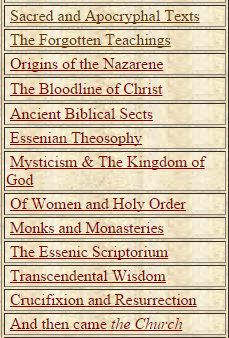 Sacred and Apocryphal Texts
The Forgotten Teachings
Origins of the Nazarene
The Bloodline of Christ
Ancient Biblical Sects
Essenian Theosophy
Mysticism & The Kingdom of
God
Of Women and Holy Order
Monks and Monasteries
The Essenic Scriptorium
Transcendental Wisdom
Crucifixion and Resurrection
And then came the Church